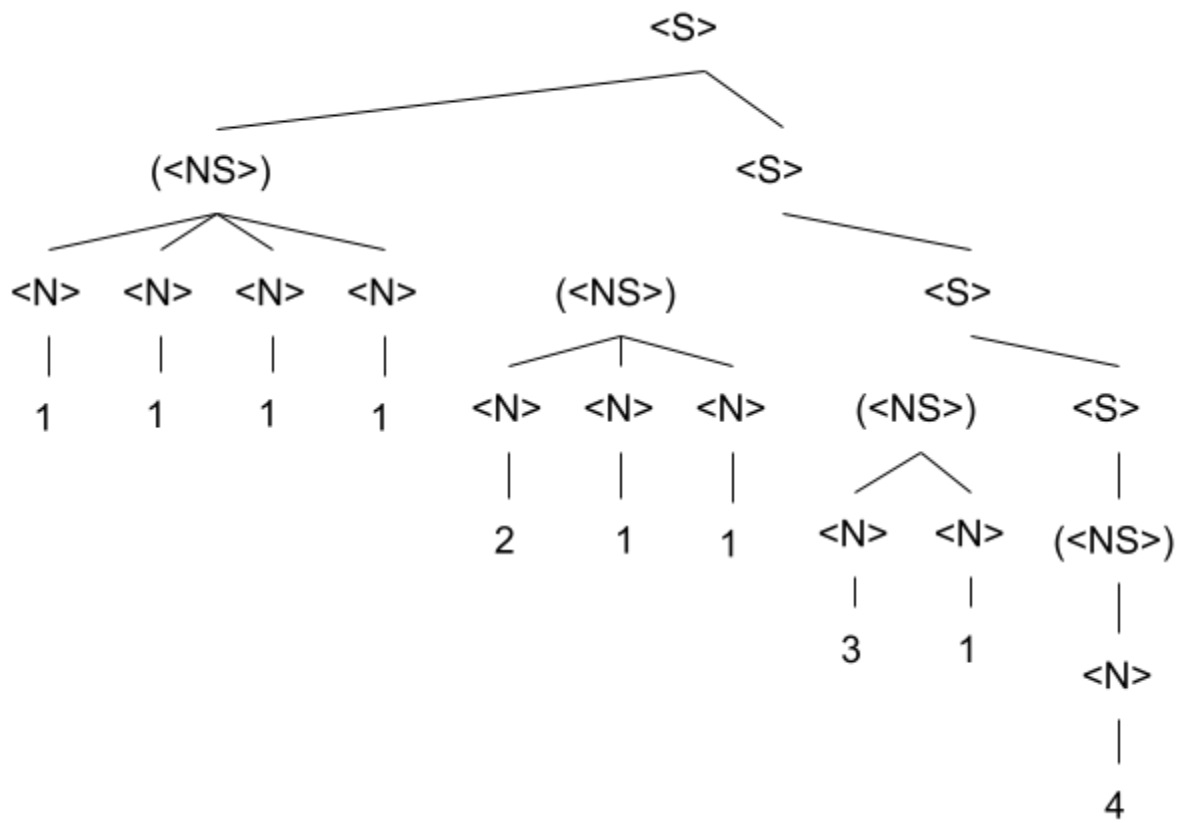 <S>
(<NS>) <S>
<N> <N> <N> <N> (<NS>) <S>
1 1 1 1 <N> <N> <N> (<NS>) <S>
2 1 1 <N> <N> (<NS>)
3 1 <N>
4